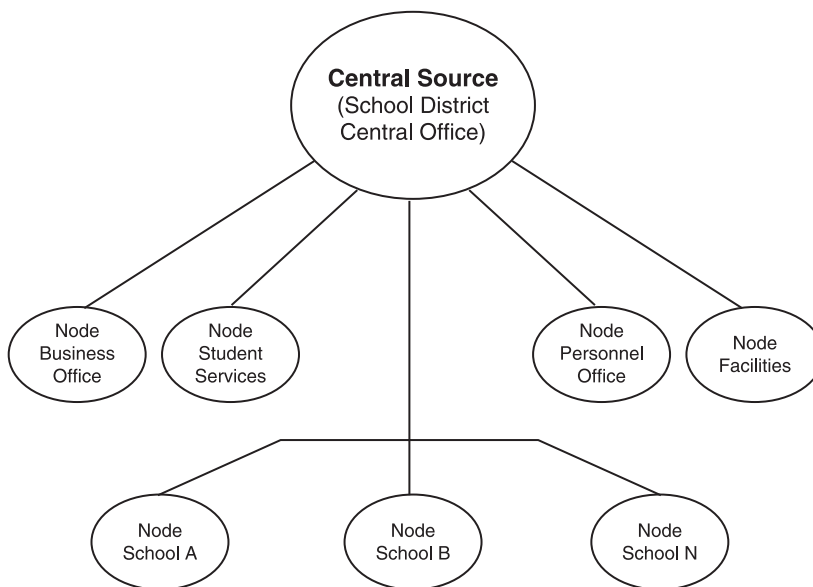 Central Source
(School District
Central Office)
Node
Business
Office
Node
Student
Services
Node
Personnel
Office
Node
Facilities
Node
School A
Node
School B
Node
School N